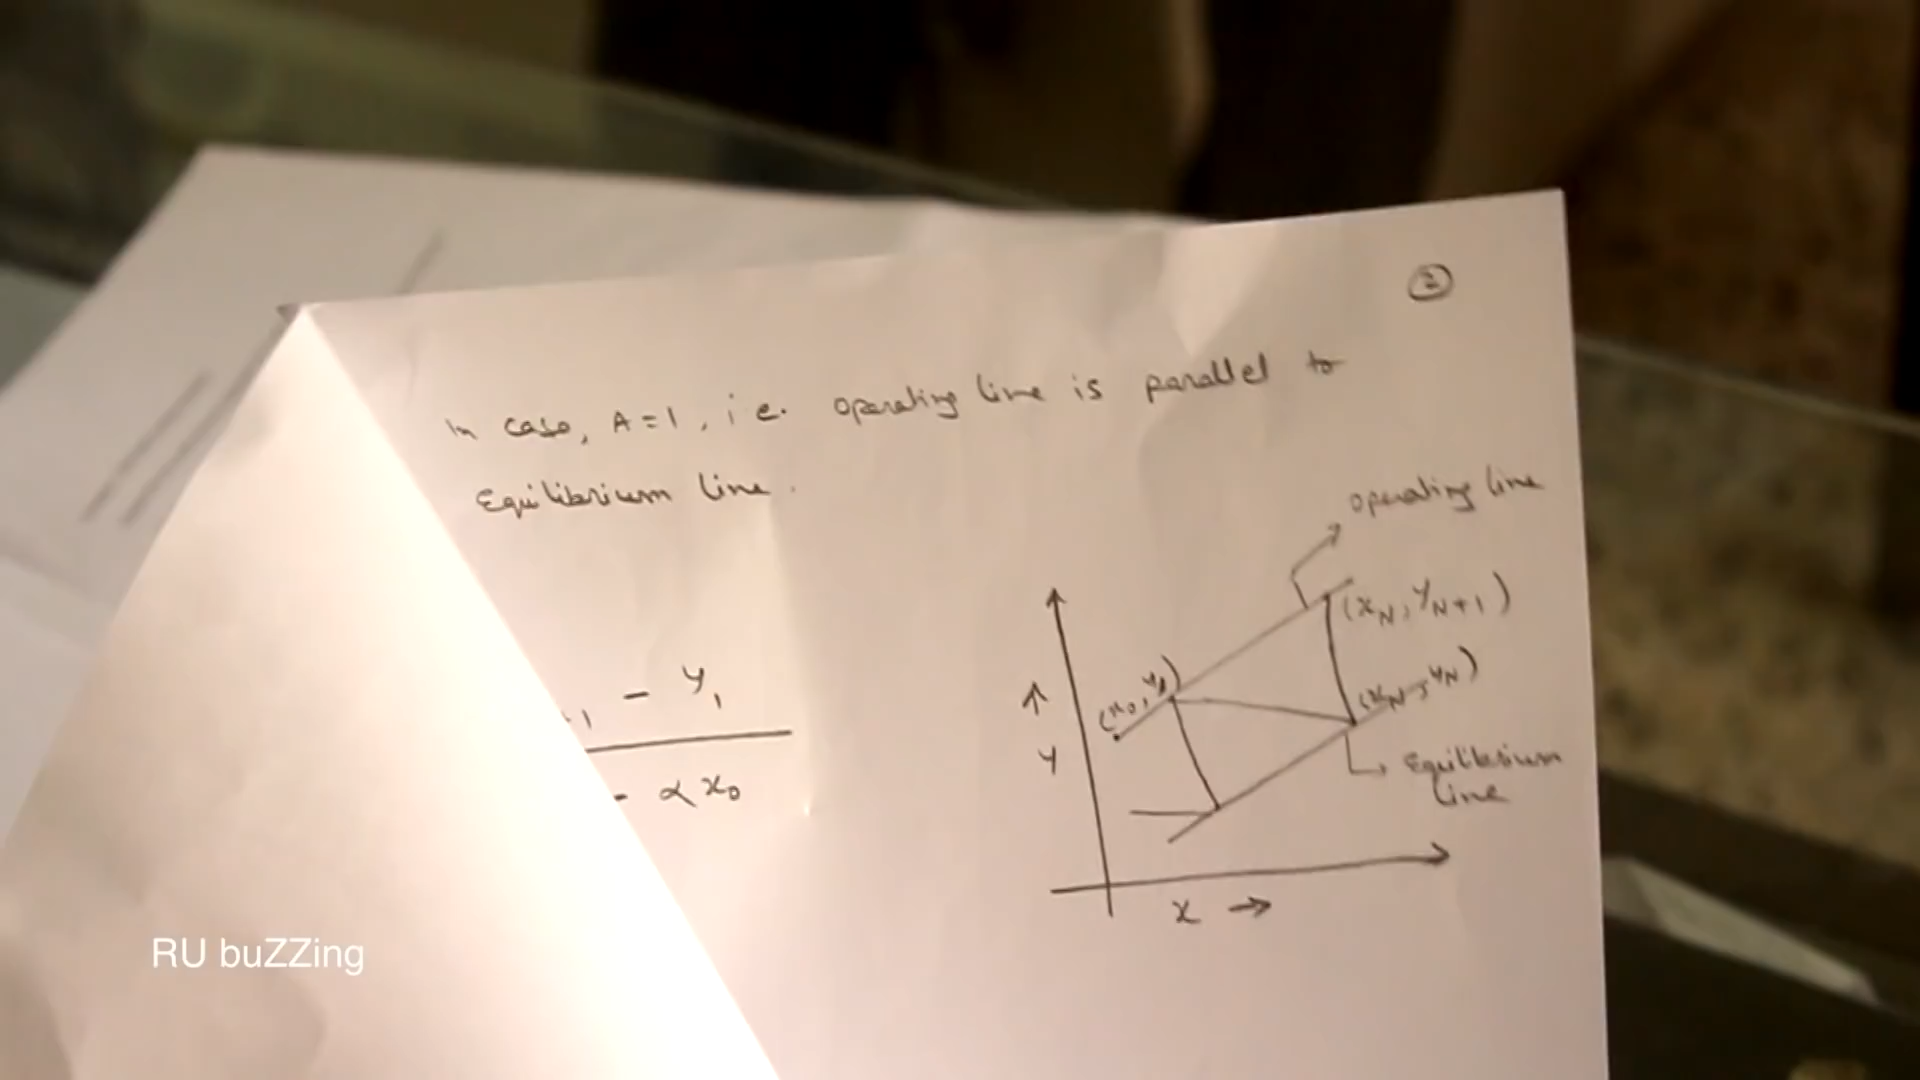 2
In case, A = 1, i.e. operating line is parallel to
Equilibrium line.
operating line
(xN, yN+1)
(x0, y1)
(xN, yN)
- y1
y
Equilibrium
line
- αx0
x →
RU buZZing